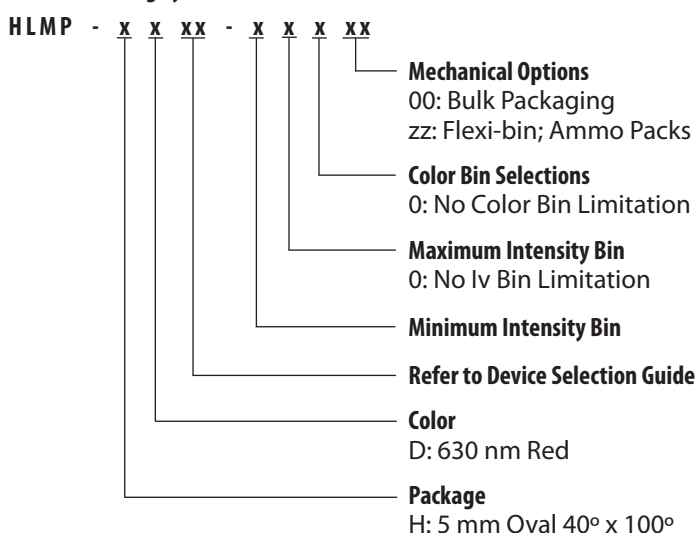 HLMP - x x xx - x x x xx
Mechanical Options
00: Bulk Packaging
zz: Flexi-bin; Ammo Packs
Color Bin Selections
0: No Color Bin Limitation
Maximum Intensity Bin
0: No Iv Bin Limitation
Minimum Intensity Bin
Refer to Device Selection Guide
Color
D: 630 nm Red
Package
H: 5 mm Oval 40º x 100º